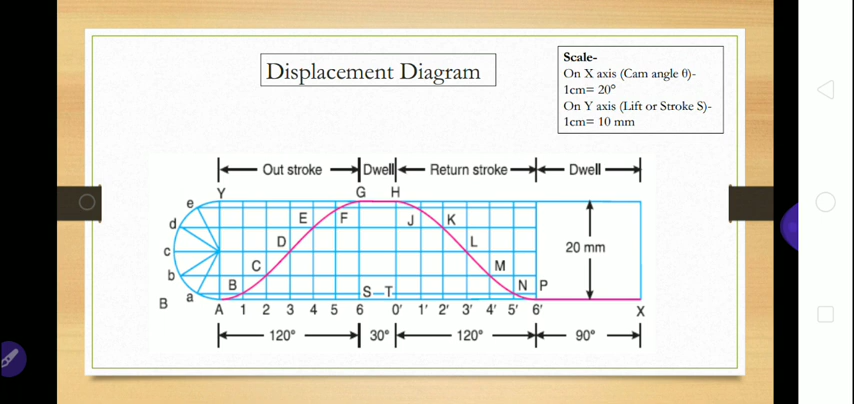 Displacement Diagram
Scale-
On X axis (Cam angle θ)-
1cm= 20°
On Y axis (Lift or Stroke S)-
1cm= 10 mm
Out stroke
Dwell
Return stroke
Dwell
Y
G
H
e
d
c
b
a
B
B
C
D
E
F
J
K
L
M
N
P
S
T
20 mm
A 1 2 3 4 5 6 0' 1' 2' 3' 4' 5' 6' X
120° 30° 120° 90°